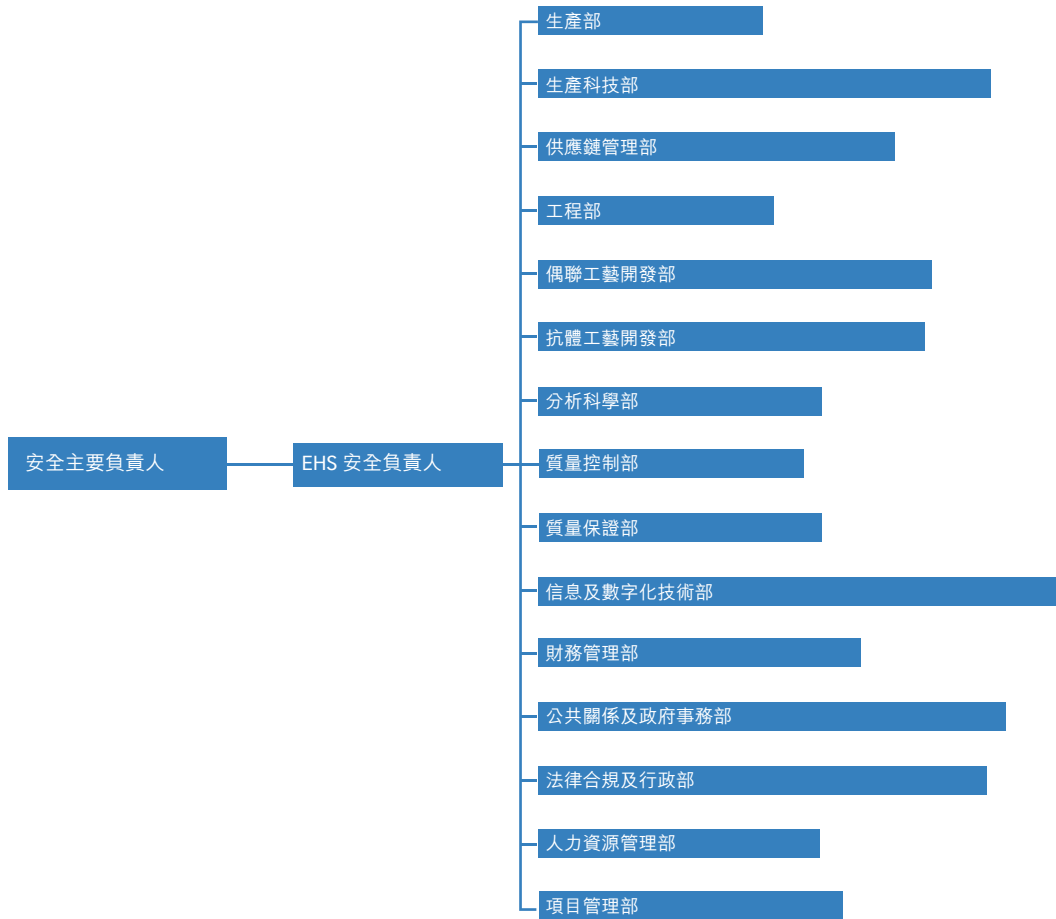 生產部
生產科技部
供應鏈管理部
工程部
偶聯工藝開發部
抗體工藝開發部
分析科學部
安全主要負責人
EHS 安全負責人
質量控制部
質量保證部
信息及數字化技術部
財務管理部
公共關係及政府事務部
法律合規及行政部
人力資源管理部
項目管理部